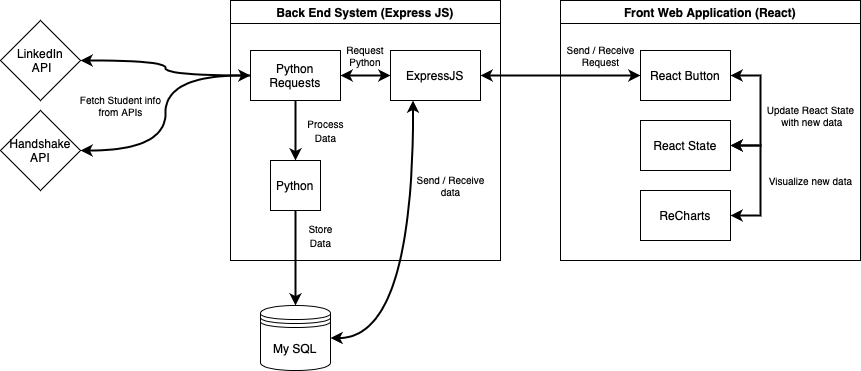 Back End System (Express JS)
Front Web Application (React)
LinkedIn
API
Fetch Student info
from APIs
Handshake
API
Python
Requests
Request
Python
ExpressJS
Process
Data
Python
Store
Data
Send / Receive
data
My SQL
Send / Receive
Request
React Button
Update React State
with new data
React State
Visualize new data
ReCharts